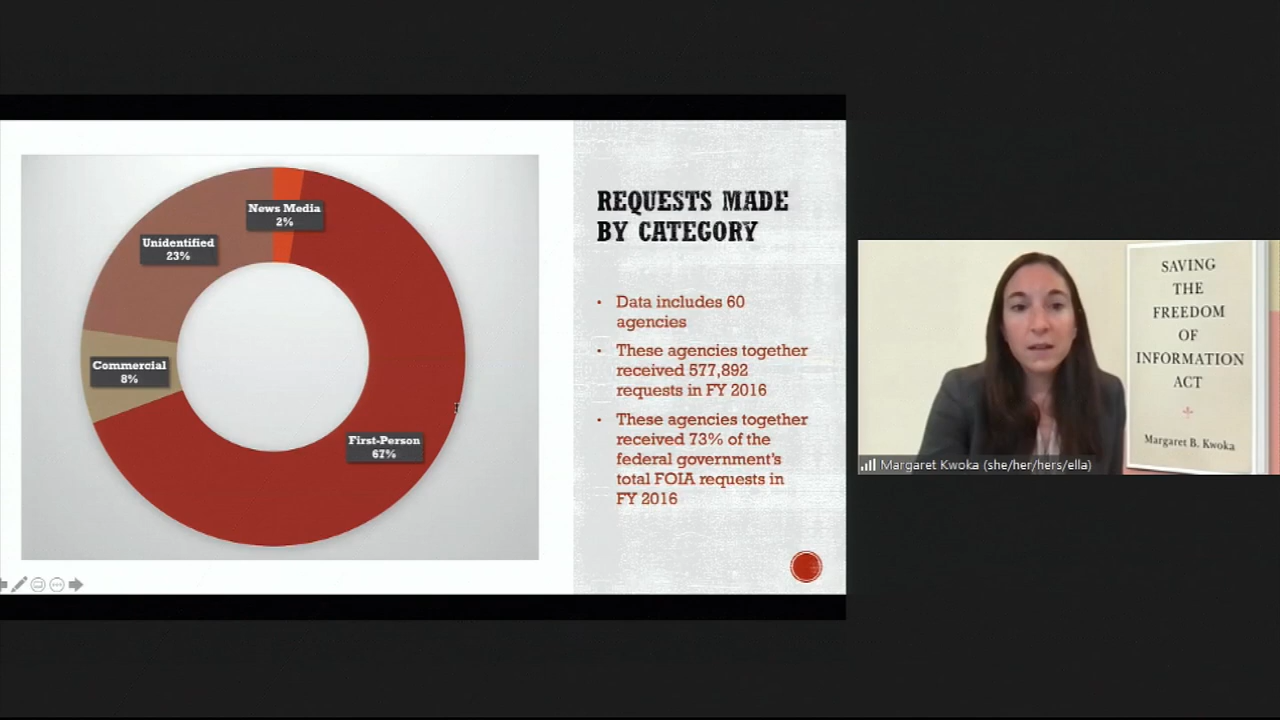 News Media
2%
Unidentified
23%
Commercial
8%
First-Person
67%
REQUESTS MADE
BY CATEGORY
• Data includes 60
agencies
• These agencies together
received 577,892
requests in FY 2016
• These agencies together
received 73% of the
federal government's
total FOIA requests in
FY 2016
SAVING
THE
FREEDOM
OF
INFORMATION
ACT
Margaret B. Kwoka
Margaret Kwoka (she/her/hers/ella)